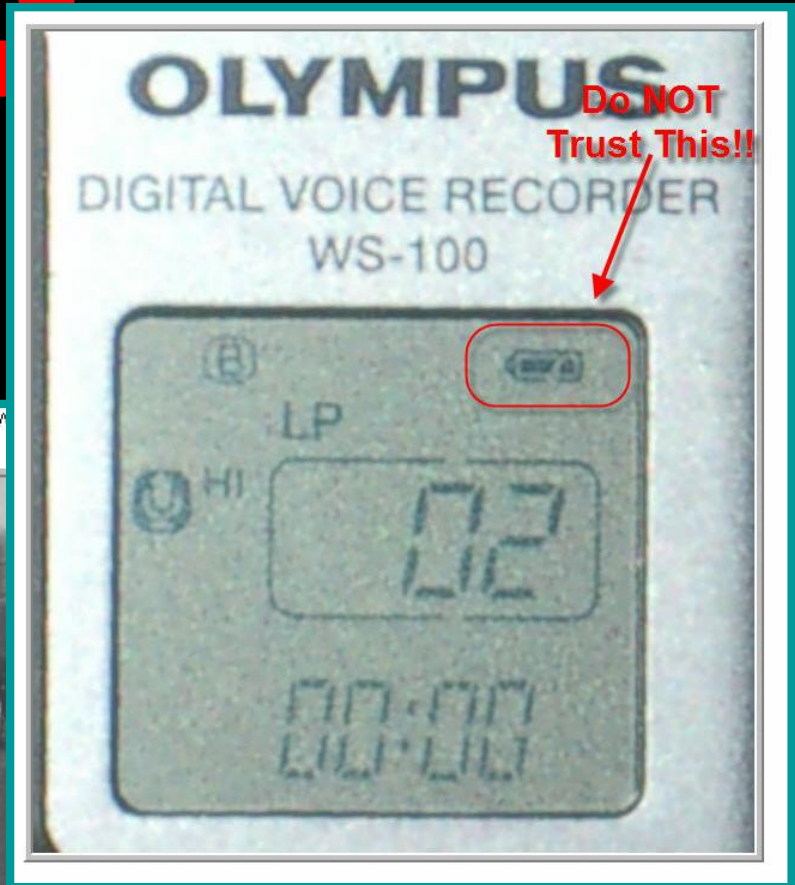 OLYMPUS
Do NOT
Trust This!!
DIGITAL VOICE RECORDER
WS-100
B
LP
HI
02
00:00